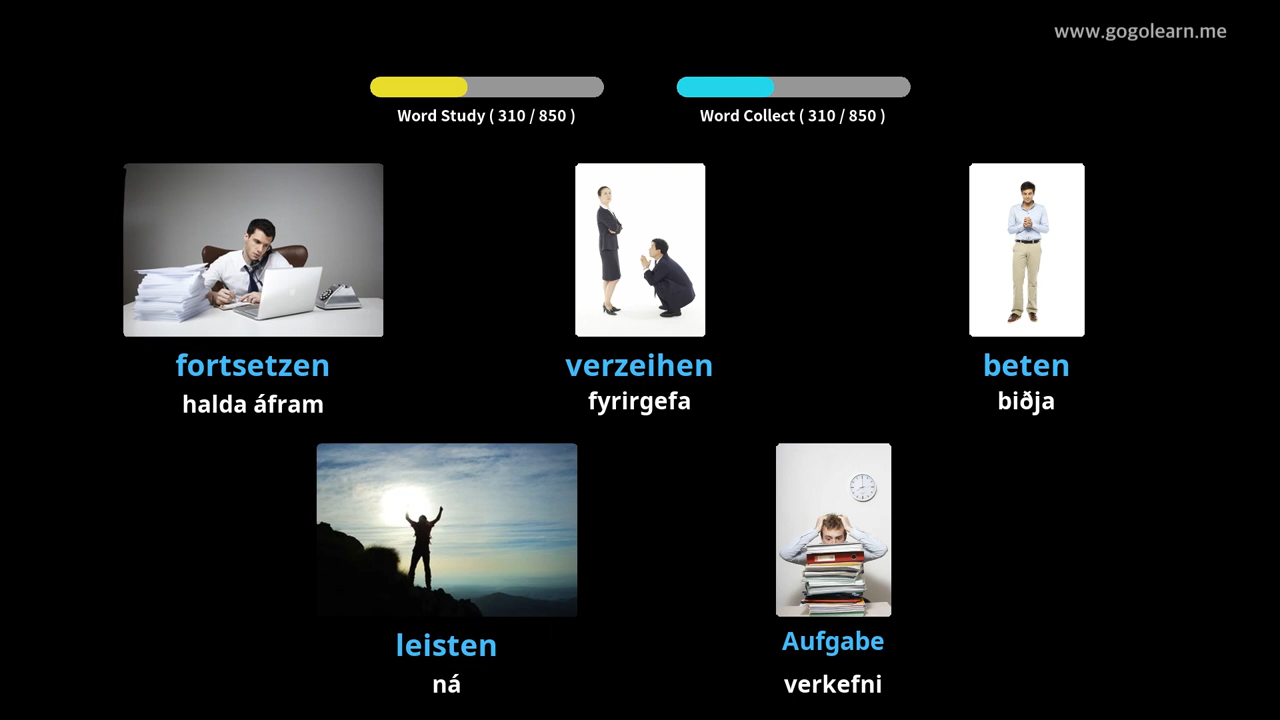 www.gogolearn.me
Word Study ( 310 / 850 )
Word Collect ( 310 / 850 )
fortsetzen
halda áfram
verzeihen
fyrirgefa
beten
biðja
leisten
ná
Aufgabe
verkefni